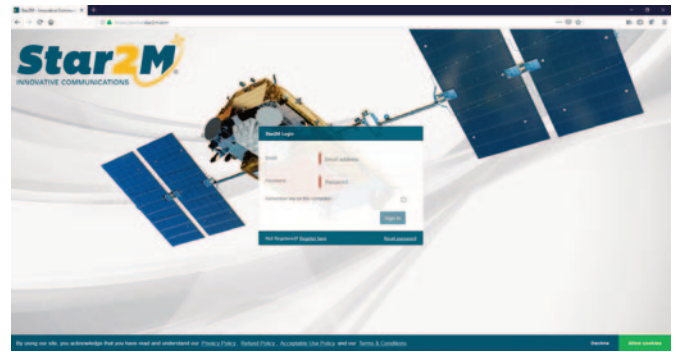 Star2M
INNOVATIVE COMMUNICATIONS
Star2M Login
Email
Email address
Password
Password
Remember me on this computer
Sign In
Not Registered? Register here
Reset password
By using our site, you acknowledge that you have read and understand our Privacy Policy, Refund Policy, Acceptable Use Policy and our Terms & Conditions.
Decline
Allow cookies